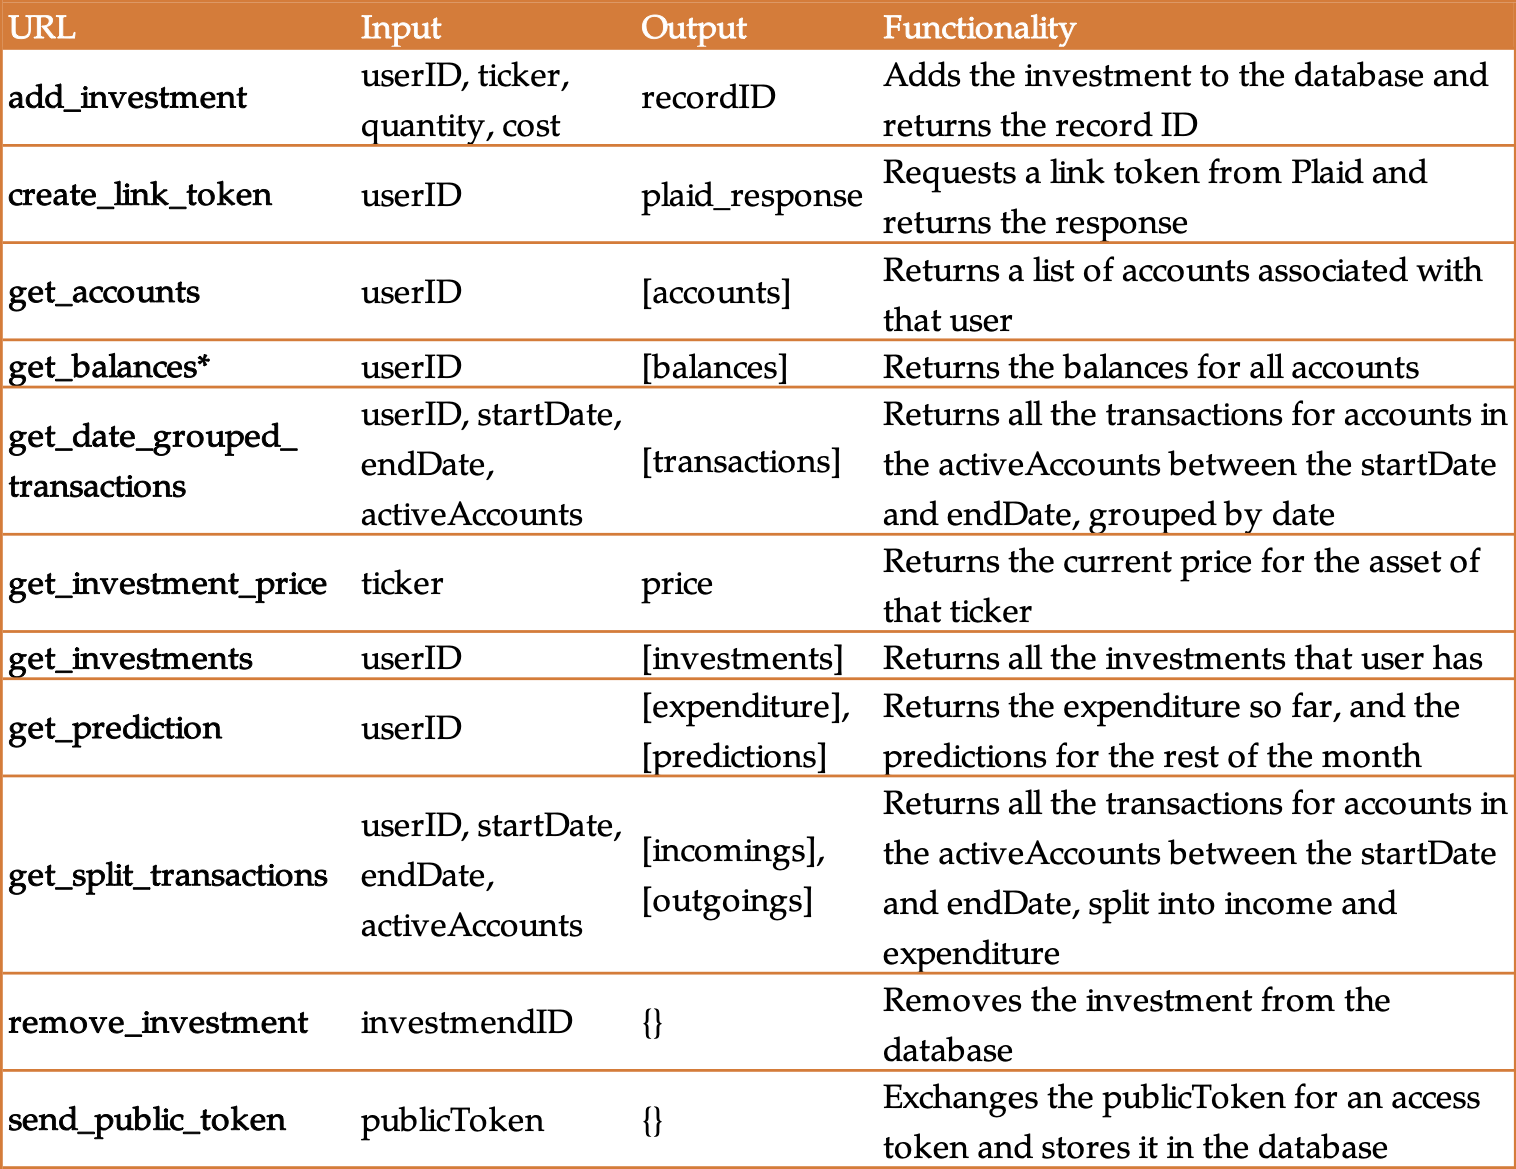 URL Input Output Functionality
add_investment
userID, ticker,
quantity, cost
recordID
Adds the investment to the database and
returns the record ID
create_link_token
userID
plaid_response
Requests a link token from Plaid and
returns the response
get_accounts
userID
[accounts]
Returns a list of accounts associated with
that user
get_balances*
userID
[balances]
Returns the balances for all accounts
get_date_grouped_
transactions
userID, startDate,
endDate,
activeAccounts
[transactions]
Returns all the transactions for accounts in
the activeAccounts between the startDate
and endDate, grouped by date
get_investment_price
ticker
price
Returns the current price for the asset of
that ticker
get_investments
userID
[investments]
Returns all the investments that user has
get_prediction
userID
[expenditure],
[predictions]
Returns the expenditure so far, and the
predictions for the rest of the month
get_split_transactions
userID, startDate,
endDate,
activeAccounts
[incomings],
[outgoings]
Returns all the transactions for accounts in
the activeAccounts between the startDate
and endDate, split into income and
expenditure
remove_investment
investmendID
{}
Removes the investment from the
database
send_public_token
publicToken
{}
Exchanges the publicToken for an access
token and stores it in the database